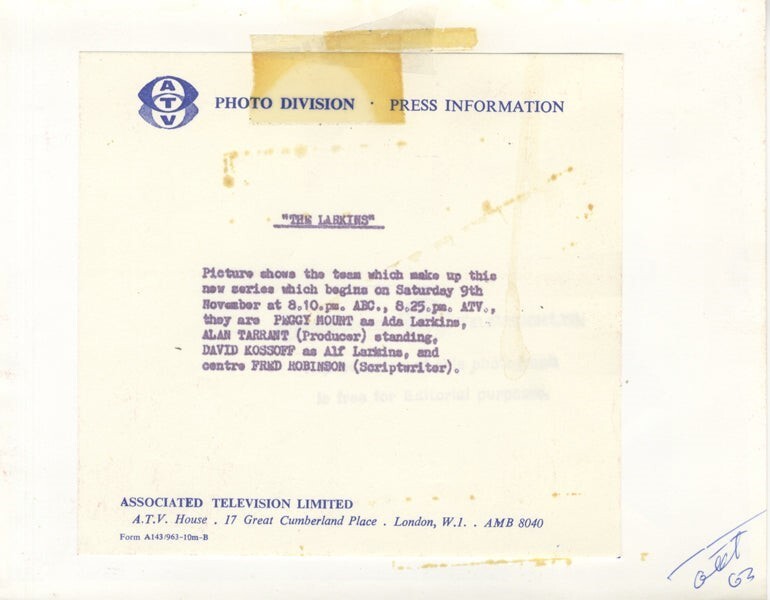 ATV
PHOTO DIVISION · PRESS INFORMATION
"THE LARKINS"
Picture shows the team which make up this
new series which begins on Saturday 9th
November at 8.10.pm. ABC., 8.25.pm. ATV.,
they are PEGGY MOUNT as Ada Larkins,
ALAN TARRANT (Producer) standing,
DAVID KOSSOFF as Alf Larkins, and
centre FRED ROBINSON (Scriptwriter).
is free for Editorial purposes.
ASSOCIATED TELEVISION LIMITED
A.T.V. House . 17 Great Cumberland Place . London, W.I. . AMB 8040
Form A143/963-10m-B
63